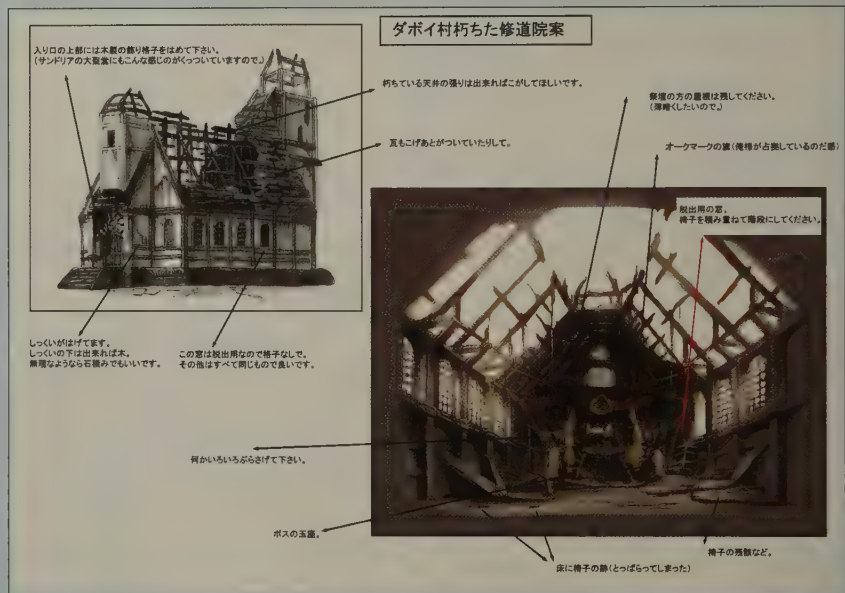 ダボイ村朽ちた修道院案
入り口の上部には木製の飾り格子をはめて下さい。
(サンドリアの大聖堂にもこんな感じのがくっついていますので。)
朽ちている天井の張りは出来ればこがしてほしいです。
瓦もこげあとがついていたりして。
祭壇の方の屋根は残してください。
(薄暗くしたいので。)
オークマークの旗(俺様が占拠しているのだ感)
脱出用の窓。
椅子を積み重ねて階段にしてください。
しっくいがはげてます。
しっくいの下は出来れば木。
無理なようなら石積みでもいいです。
この窓は脱出用なので格子なしで。
その他はすべて同じもので良いです。
何かいろいろぶらさげて下さい。
ボスの玉座。
椅子の残骸など。
床に椅子の跡(とっぱらってしまった)